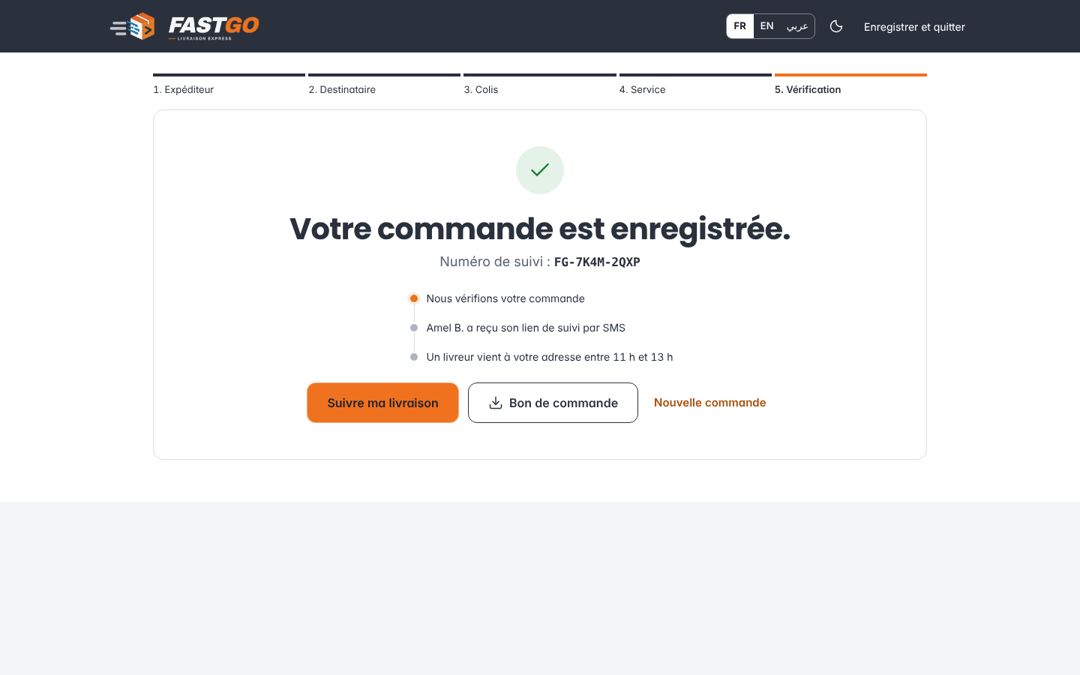 FASTGO
LIVRAISON EXPRESS
FR EN عربي
Enregistrer et quitter
1. Expéditeur
2. Destinataire
3. Colis
4. Service
5. Vérification
Votre commande est enregistrée.
Numéro de suivi : FG-7K4M-2QXP
Nous vérifions votre commande
Amel B. a reçu son lien de suivi par SMS
Un livreur vient à votre adresse entre 11 h et 13 h
Suivre ma livraison
Bon de commande
Nouvelle commande